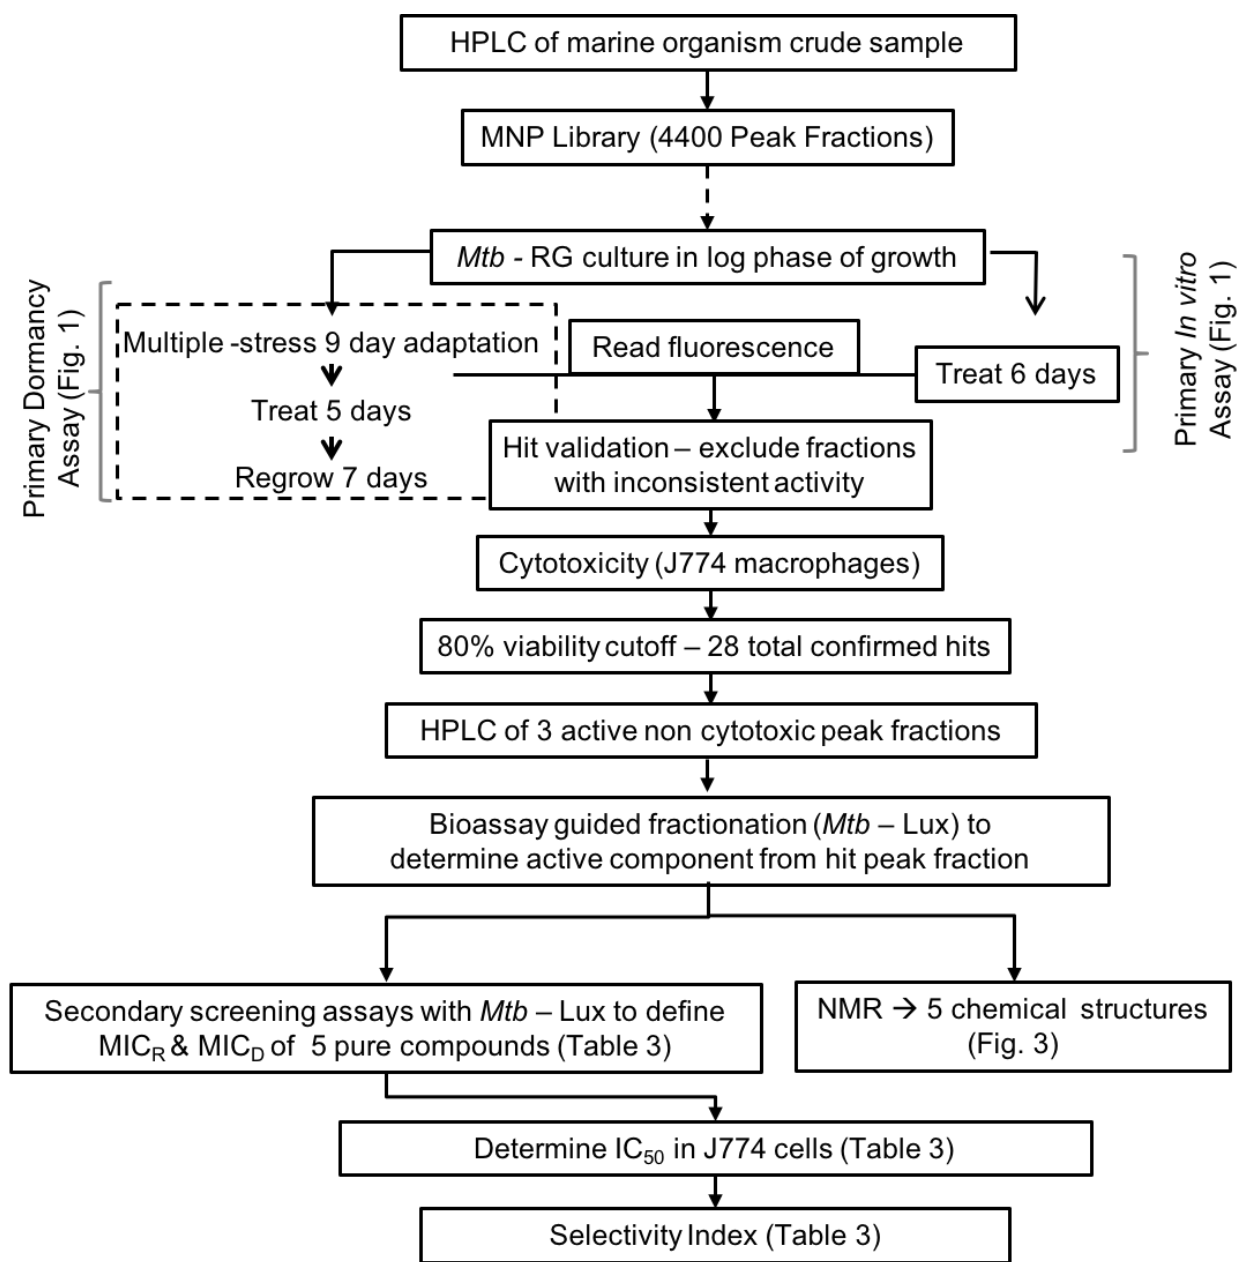 HPLC of marine organism crude sample
MNP Library (4400 Peak Fractions)
Mtb - RG culture in log phase of growth
Primary Dormancy
Assay (Fig. 1)
Multiple -stress 9 day adaptation
Treat 5 days
Regrow 7 days
Read fluorescence
Treat 6 days
Primary In vitro
Assay (Fig. 1)
Hit validation – exclude fractions
with inconsistent activity
Cytotoxicity (J774 macrophages)
80% viability cutoff – 28 total confirmed hits
HPLC of 3 active non cytotoxic peak fractions
Bioassay guided fractionation (Mtb – Lux) to
determine active component from hit peak fraction
Secondary screening assays with Mtb – Lux to define
MICR & MICD of 5 pure compounds (Table 3)
NMR → 5 chemical structures
(Fig. 3)
Determine IC50 in J774 cells (Table 3)
Selectivity Index (Table 3)